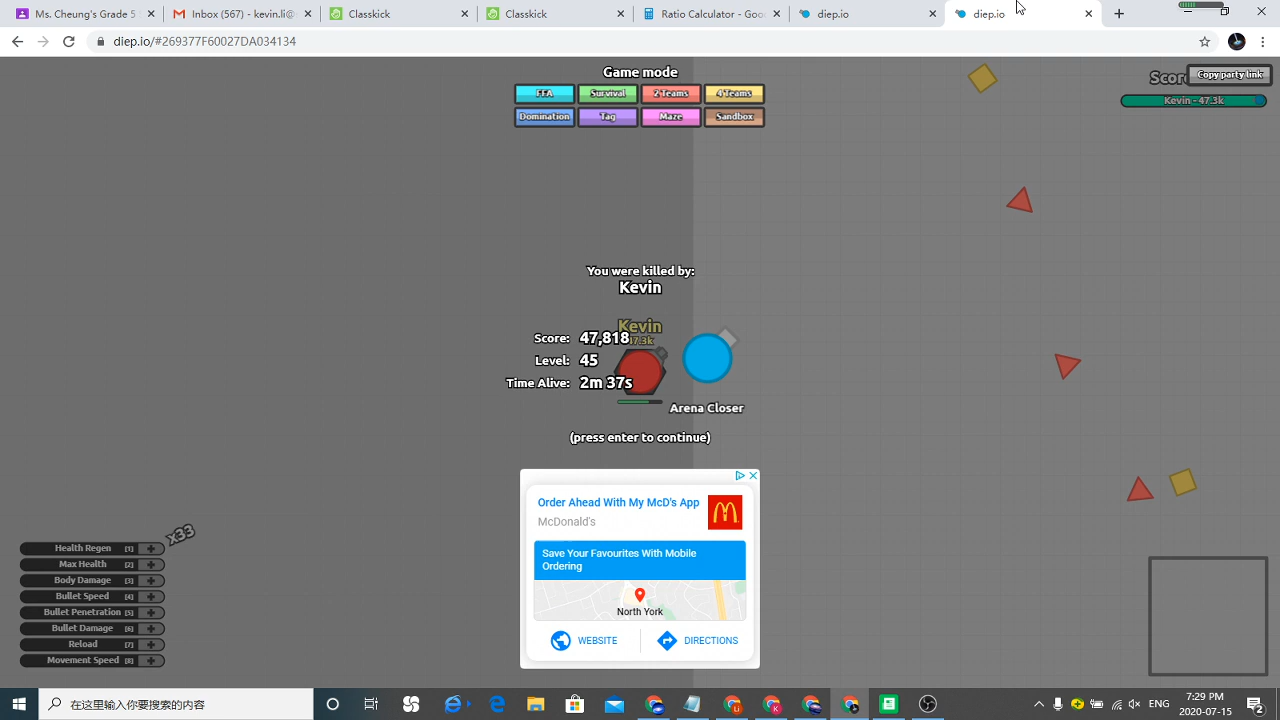 Ms. Cheung's Grade 5
Inbox (567) - kevin.li@
Classkick
Classkick
Ratio Calculator - Goo
diep.io
diep.io
diep.io/#269377F60027DA034134
Game mode
FFA
Survival
2 Teams
4 Teams
Domination
Tag
Maze
Sandbox
Copy party link
Kevin - 47.3k
You were killed by:
Kevin
Kevin
Score: 47,818
Level: 45
Time Alive: 2m 37s
Arena Closer
(press enter to continue)
Order Ahead With My McD's App
McDonald's
Save Your Favourites With Mobile
Ordering
North York
WEBSITE
DIRECTIONS
x33
Health Regen [1]
Max Health [2]
Body Damage [3]
Bullet Speed [4]
Bullet Penetration [5]
Bullet Damage [6]
Reload [7]
Movement Speed [8]
在这里输入你要搜索的内容
ENG
7:29 PM
2020-07-15
2